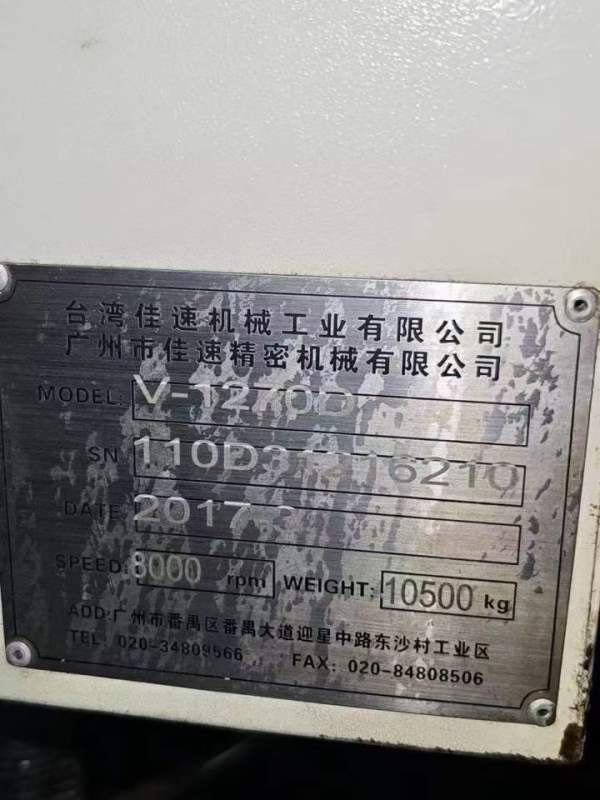 台湾佳速机械工业有限公司
广州市佳速精密机械有限公司
MODEL: V-1270D
SN
DATE: 2017
SPEED: 8000 rpm WEIGHT: 10500 kg
ADD:广州市番禺区番禺大道迎星中路东沙村工业区
TEL: 020-34809566 FAX: 020-84808506